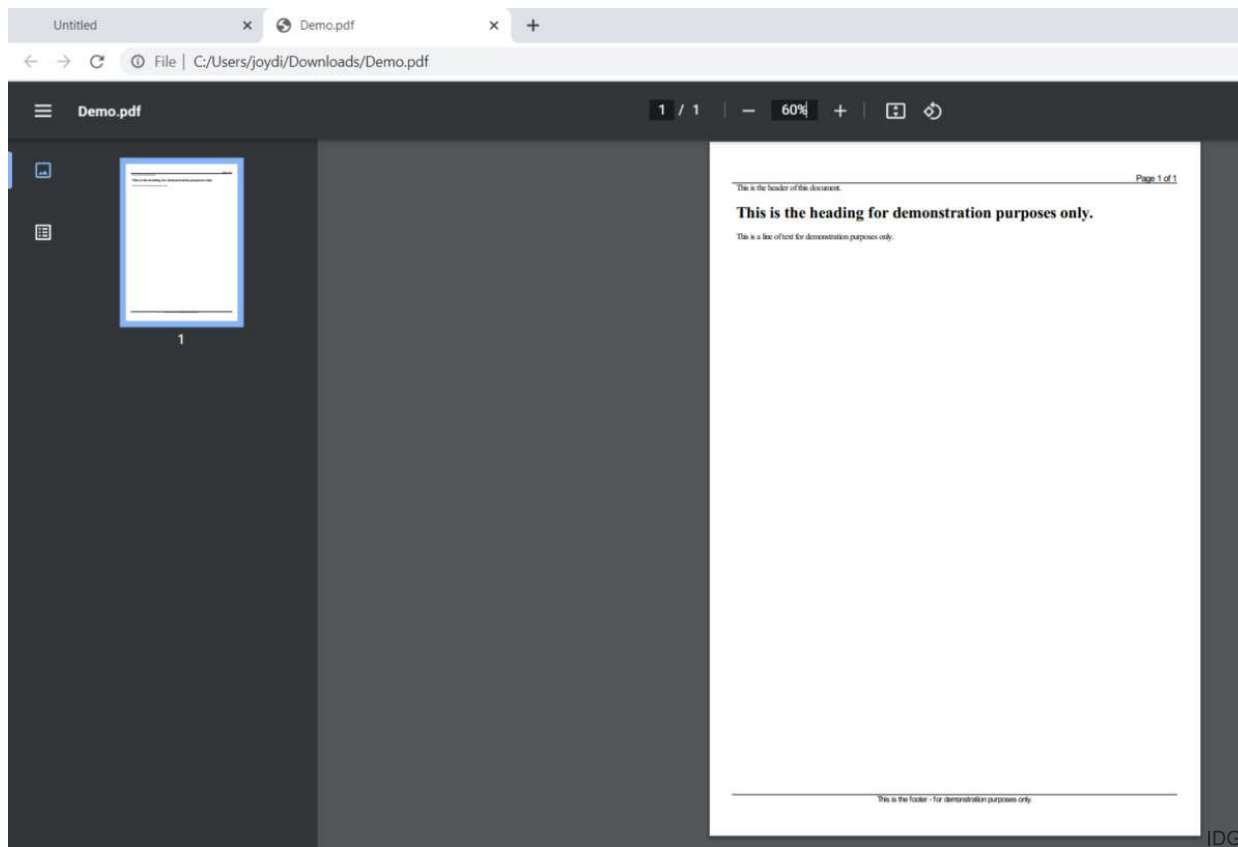 Untitled
Demo.pdf
File | C:/Users/joydi/Downloads/Demo.pdf
Demo.pdf
1 / 1
60%
1
Page 1 of 1
This is the header of this document.
This is the heading for demonstration purposes only.
This is a line of text for demonstration purposes only.
This is the footer - for demonstration purposes only.
IDG